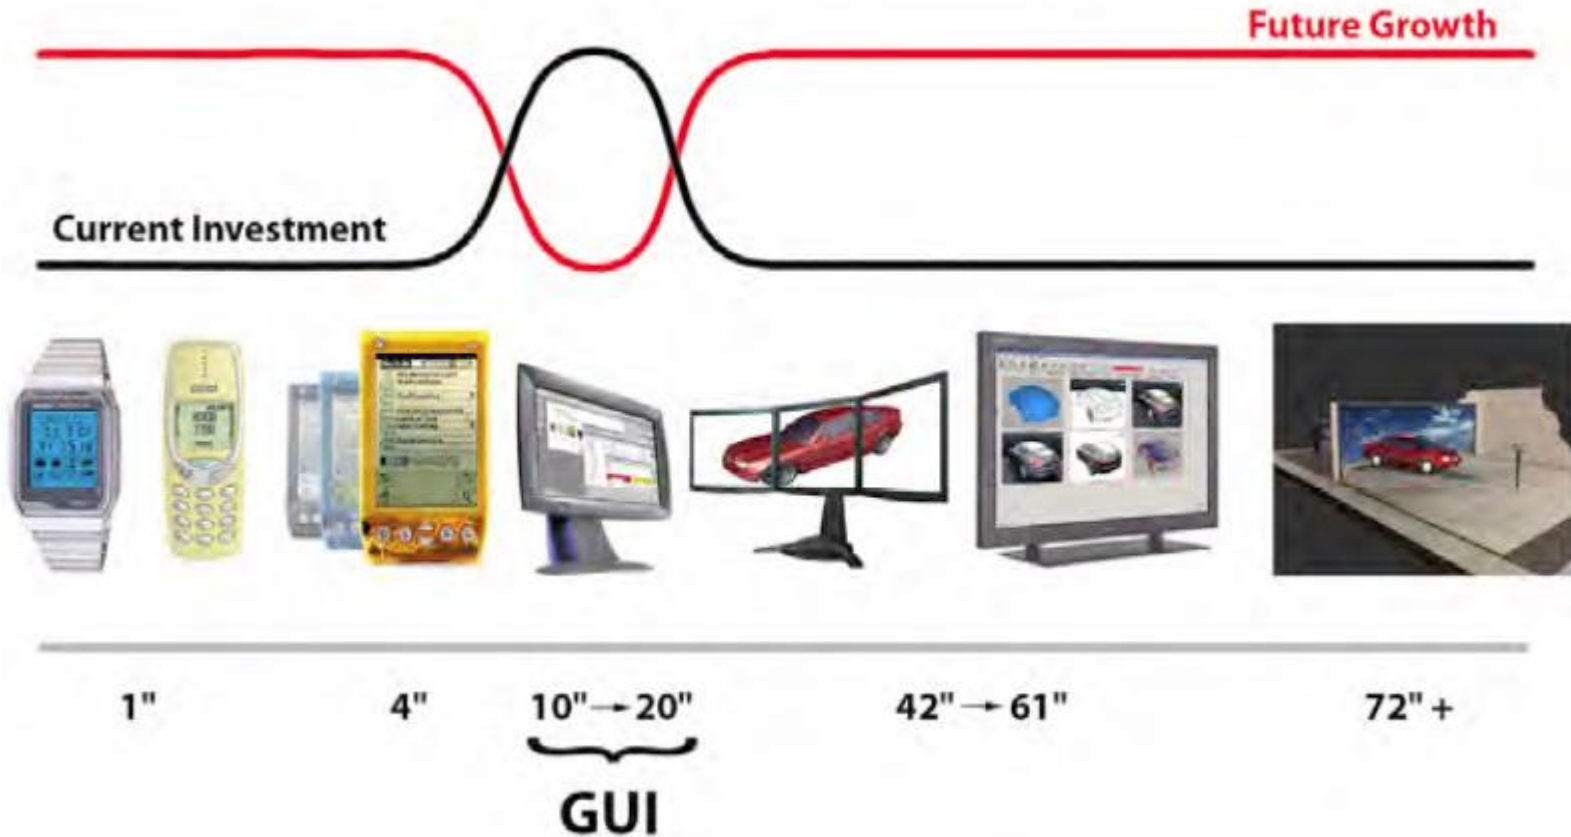 Future Growth
Current Investment
1"
4"
10"→20"
42"→61"
72" +
GUI